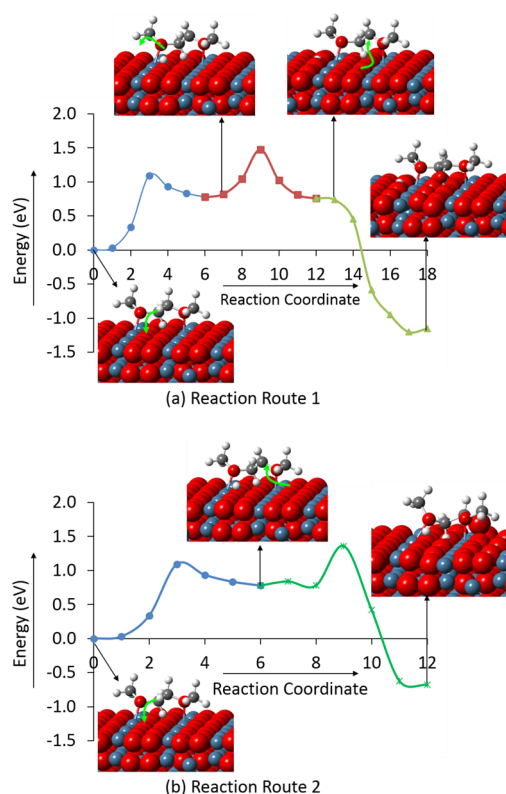 2.0
1.5
1.0
0.5
0.0
-0.5
-1.0
-1.5
Energy (eV)
0 2 4 6 8 10 12 14 16 18
Reaction Coordinate
(a) Reaction Route 1
2.0
1.5
1.0
0.5
0.0
-0.5
-1.0
-1.5
Energy (eV)
0 2 4 6 8 10 12
Reaction Coordinate
(b) Reaction Route 2